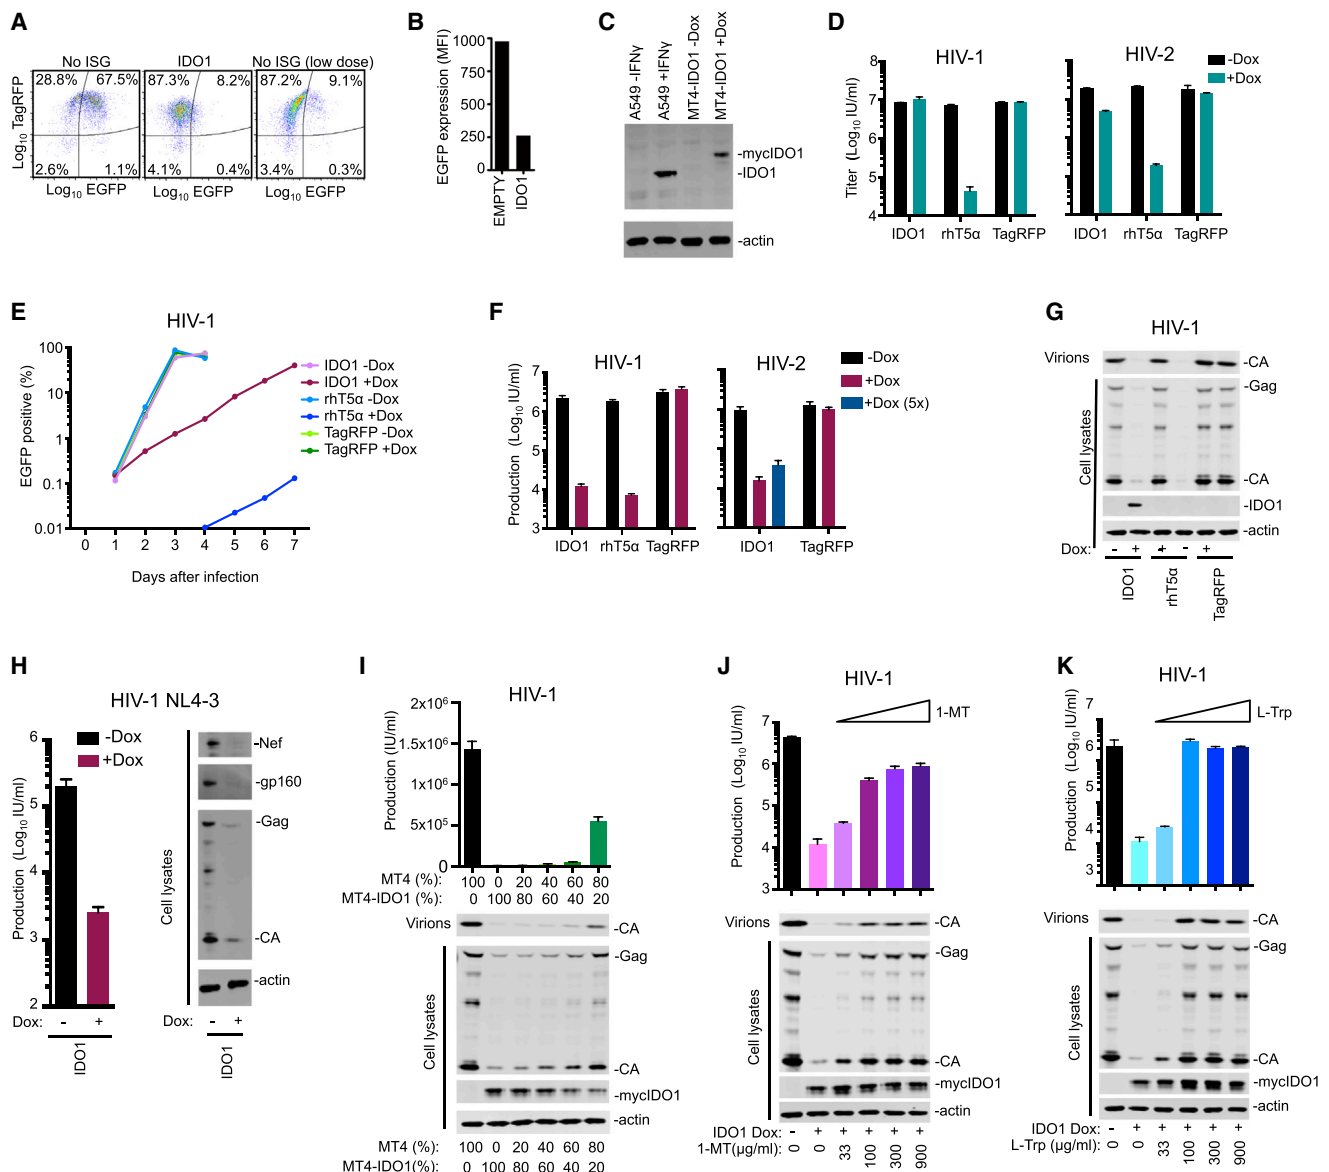 A
No ISG
IDO1
No ISG (low dose)
28.8% 67.5%
87.3% 8.2%
87.2% 9.1%
2.6% 1.1%
4.1% 0.4%
3.4% 0.3%
Log10 TagRFP
Log10 EGFP
Log10 EGFP
Log10 EGFP
B
EGFP expression (MFI)
1000
750
500
250
0
EMPTY
IDO1
C
A549 -IFNγ
A549 +IFNγ
MT4-IDO1 -Dox
MT4-IDO1 +Dox
-mycIDO1
-IDO1
-actin
D
HIV-1
HIV-2
-Dox
+Dox
Titer (Log10 IU/ml)
8
7
6
5
4
IDO1 rhT5α TagRFP
IDO1 rhT5α TagRFP
E
HIV-1
EGFP positive (%)
100
10
1
0.1
0.01
0 1 2 3 4 5 6 7
Days after infection
IDO1 -Dox
IDO1 +Dox
rhT5α -Dox
rhT5α +Dox
TagRFP -Dox
TagRFP +Dox
F
HIV-1
HIV-2
-Dox
+Dox
+Dox (5x)
Production (Log10 IU/ml)
7
6
5
4
3
IDO1 rhT5α TagRFP
IDO1 TagRFP
G
HIV-1
Virions
-CA
Cell lysates
-Gag
-CA
-IDO1
-actin
Dox: - + + - +
IDO1
rhT5α
TagRFP
H
HIV-1 NL4-3
-Dox
+Dox
Production (Log10 IU/ml)
6
5
4
3
2
Dox: - +
IDO1
Cell lysates
-Nef
-gp160
-Gag
-CA
-actin
Dox: - +
IDO1
I
HIV-1
Production (IU/ml)
2x10⁶
1.5x10⁶
1x10⁶
5x10⁵
0
MT4 (%): 100 0 20 40 60 80
MT4-IDO1 (%): 0 100 80 60 40 20
Virions
-CA
Cell lysates
-Gag
-CA
-mycIDO1
-actin
MT4 (%): 100 0 20 40 60 80
MT4-IDO1(%): 0 100 80 60 40 20
J
HIV-1
1-MT
Production (Log10 IU/ml)
7
6
5
4
3
Virions
-CA
Cell lysates
-Gag
-CA
-mycIDO1
-actin
IDO1 Dox: - + + + + +
1-MT(µg/ml): 0 0 33 100 300 900
K
HIV-1
L-Trp
Production (Log10 IU/ml)
7
6
5
4
3
Virions
-CA
Cell lysates
-Gag
-CA
-mycIDO1
-actin
IDO1 Dox: - + + + + +
L-Trp (µg/ml): 0 0 33 100 300 900